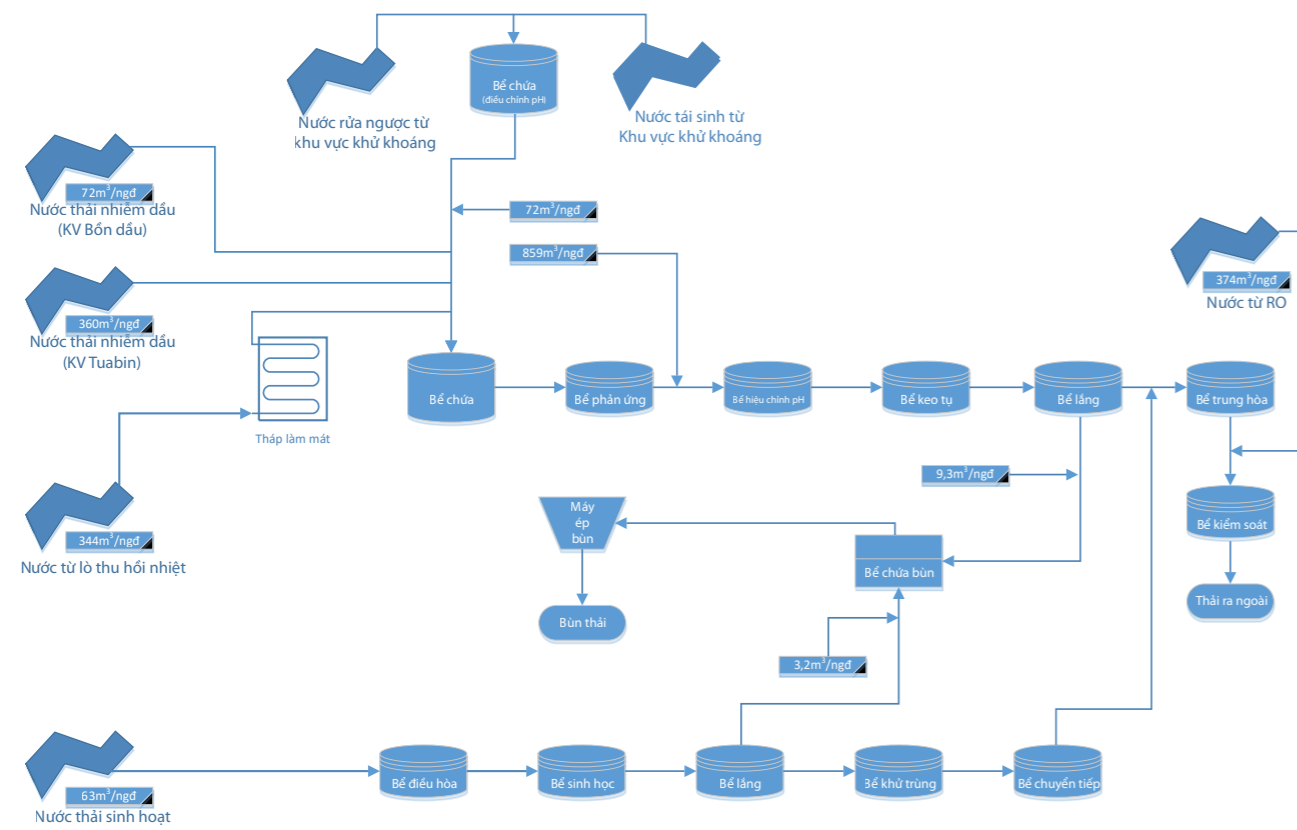 Bể chứa
(điều chỉnh pH)
Nước rửa ngược từ
khu vực khử khoáng
Nước tái sinh từ
Khu vực khử khoáng
72m³/ngđ
Nước thải nhiễm dầu
(KV Bồn dầu)
72m³/ngđ
859m³/ngđ
374m³/ngđ
Nước từ RO
360m³/ngđ
Nước thải nhiễm dầu
(KV Tuabin)
Tháp làm mát
Bể chứa
Bể phản ứng
Bể hiệu chỉnh pH
Bể keo tụ
Bể lắng
Bể trung hòa
9,3m³/ngđ
Máy
ép
bùn
Bể kiểm soát
344m³/ngđ
Nước từ lò thu hồi nhiệt
Bể chứa bùn
Thải ra ngoài
Bùn thải
3,2m³/ngđ
63m³/ngđ
Nước thải sinh hoạt
Bể điều hòa
Bể sinh học
Bể lắng
Bể khử trùng
Bể chuyển tiếp